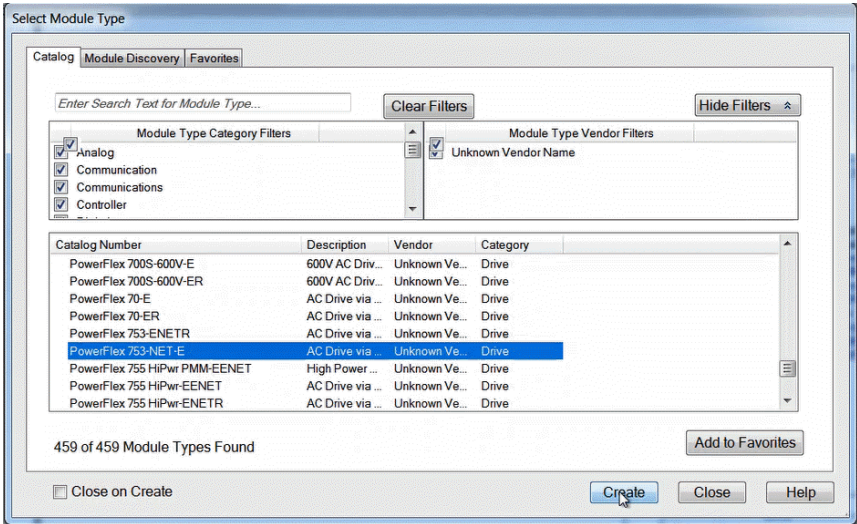 Select Module Type
Catalog Module Discovery Favorites
Enter Search Text for Module Type... Clear Filters Hide Filters
Module Type Category Filters Module Type Vendor Filters
Analog Unknown Vendor Name
Communication
Communications
Controller
Catalog Number Description Vendor Category
PowerFlex 700S-600V-E 600V AC Driv... Unknown Ve... Drive
PowerFlex 700S-600V-ER 600V AC Driv... Unknown Ve... Drive
PowerFlex 70-E AC Drive via ... Unknown Ve... Drive
PowerFlex 70-ER AC Drive via ... Unknown Ve... Drive
PowerFlex 753-ENETR AC Drive via ... Unknown Ve... Drive
PowerFlex 753-NET-E AC Drive via ... Unknown Ve... Drive
PowerFlex 755 HiPwr PMM-EENET High Power ... Unknown Ve... Drive
PowerFlex 755 HiPwr-EENET AC Drive via ... Unknown Ve... Drive
PowerFlex 755 HiPwr-ENETR AC Drive via ... Unknown Ve... Drive
459 of 459 Module Types Found Add to Favorites
Close on Create Create Close Help